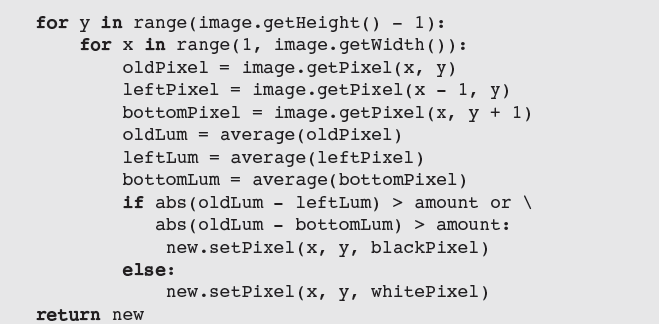 for y in range(image.getHeight() - 1):
    for x in range(1, image.getWidth()):
        oldPixel = image.getPixel(x, y)
        leftPixel = image.getPixel(x - 1, y)
        bottomPixel = image.getPixel(x, y + 1)
        oldLum = average(oldPixel)
        leftLum = average(leftPixel)
        bottomLum = average(bottomPixel)
        if abs(oldLum - leftLum) > amount or \
           abs(oldLum - bottomLum) > amount:
            new.setPixel(x, y, blackPixel)
        else:
            new.setPixel(x, y, whitePixel)
return new